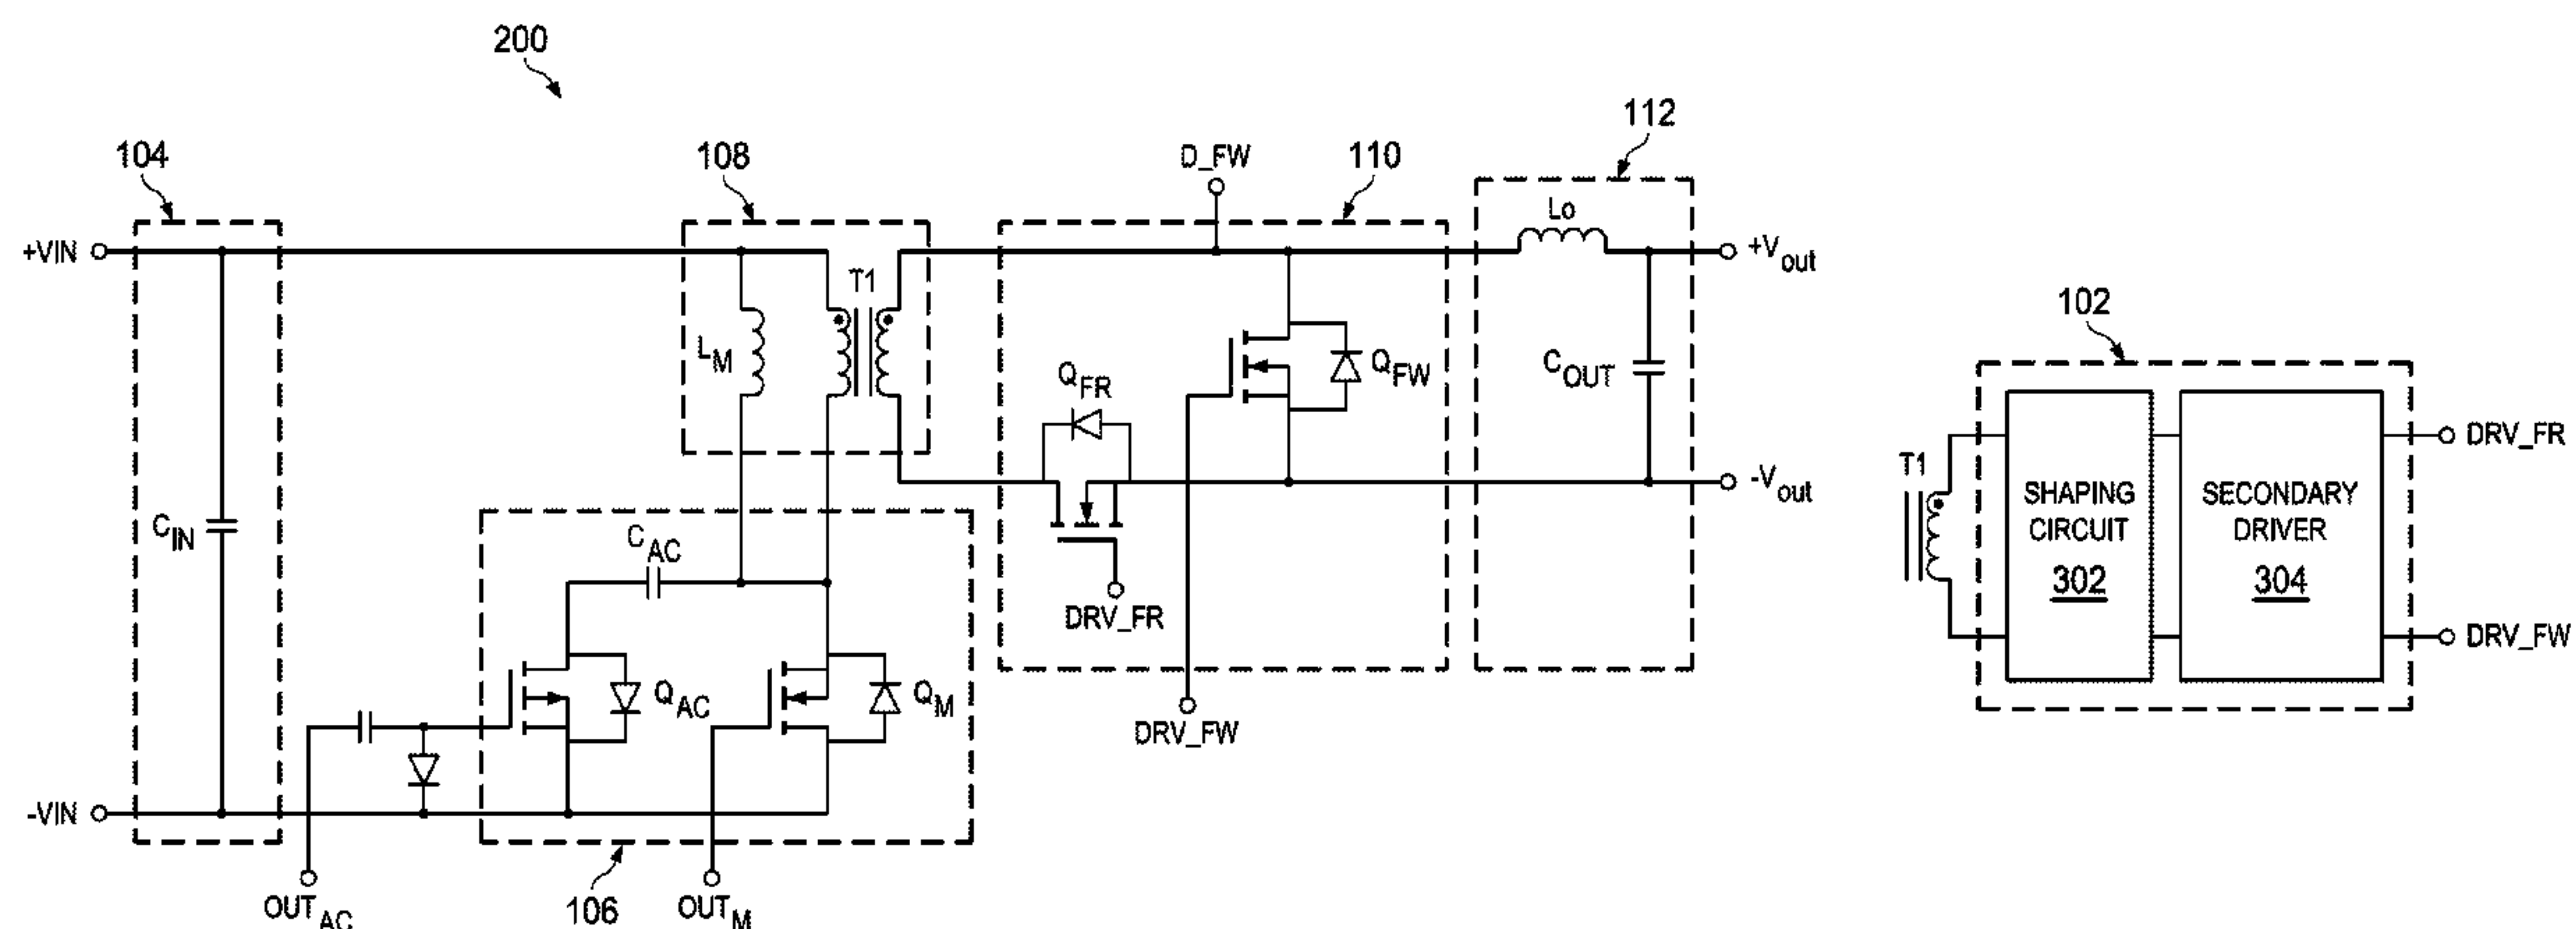 200
104
108
D_FW
110
112
+VIN
T1
Lo
+Vout
LM
QFR
QFW
COUT
102
CIN
CAC
DRV_FR
-Vout
T1
SHAPING
CIRCUIT
302
SECONDARY
DRIVER
304
DRV_FR
DRV_FW
QAC
QM
DRV_FW
-VIN
OUTAC
106
OUTM